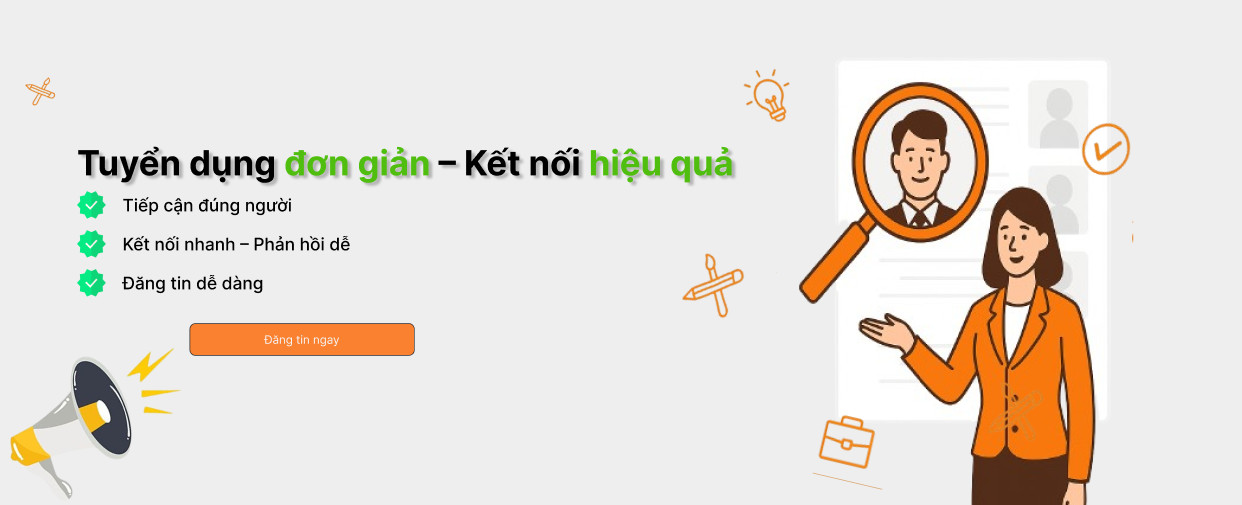 Tuyển dụng đơn giản – Kết nối hiệu quả
Tiếp cận đúng người
Kết nối nhanh – Phản hồi dễ
Đăng tin dễ dàng
Đăng tin ngay